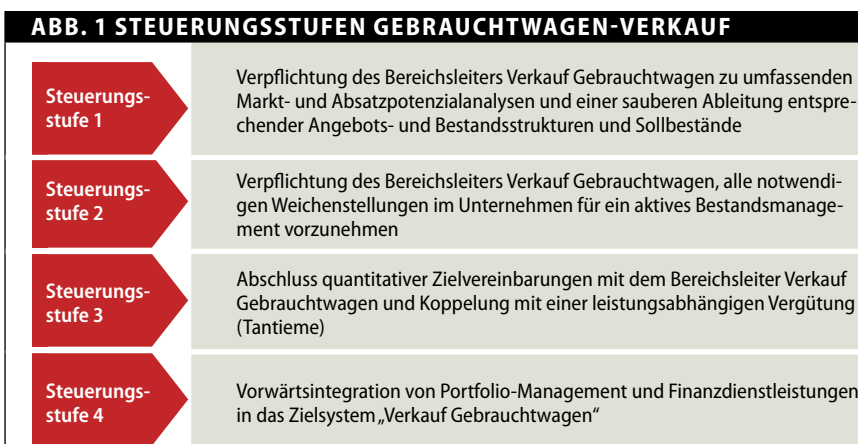 ABB. 1 STEUERUNGSSTUFEN GEBRAUCHTWAGEN-VERKAUF
Steuerungs-
stufe 1
Verpflichtung des Bereichsleiters Verkauf Gebrauchtwagen zu umfassenden
Markt- und Absatzpotenzialanalysen und einer sauberen Ableitung entspre-
chender Angebots- und Bestandsstrukturen und Sollbestände
Steuerungs-
stufe 2
Verpflichtung des Bereichsleiters Verkauf Gebrauchtwagen, alle notwendi-
gen Weichenstellungen im Unternehmen für ein aktives Bestandsmanage-
ment vorzunehmen
Steuerungs-
stufe 3
Abschluss quantitativer Zielvereinbarungen mit dem Bereichsleiter Verkauf
Gebrauchtwagen und Koppelung mit einer leistungsabhängigen Vergütung
(Tantieme)
Steuerungs-
stufe 4
Vorwärtsintegration von Portfolio-Management und Finanzdienstleistungen
in das Zielsystem „Verkauf Gebrauchtwagen“